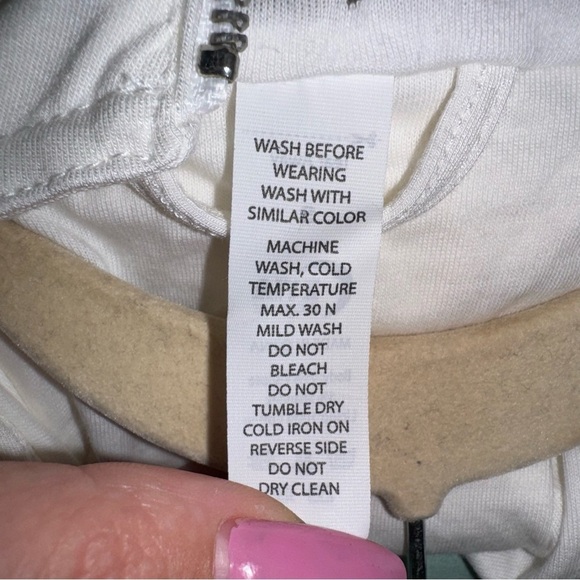 WASH BEFORE
WEARING
WASH WITH
SIMILAR COLOR
MACHINE
WASH, COLD
TEMPERATURE
MAX. 30 N
MILD WASH
DO NOT
BLEACH
DO NOT
TUMBLE DRY
COLD IRON ON
REVERSE SIDE
DO NOT
DRY CLEAN